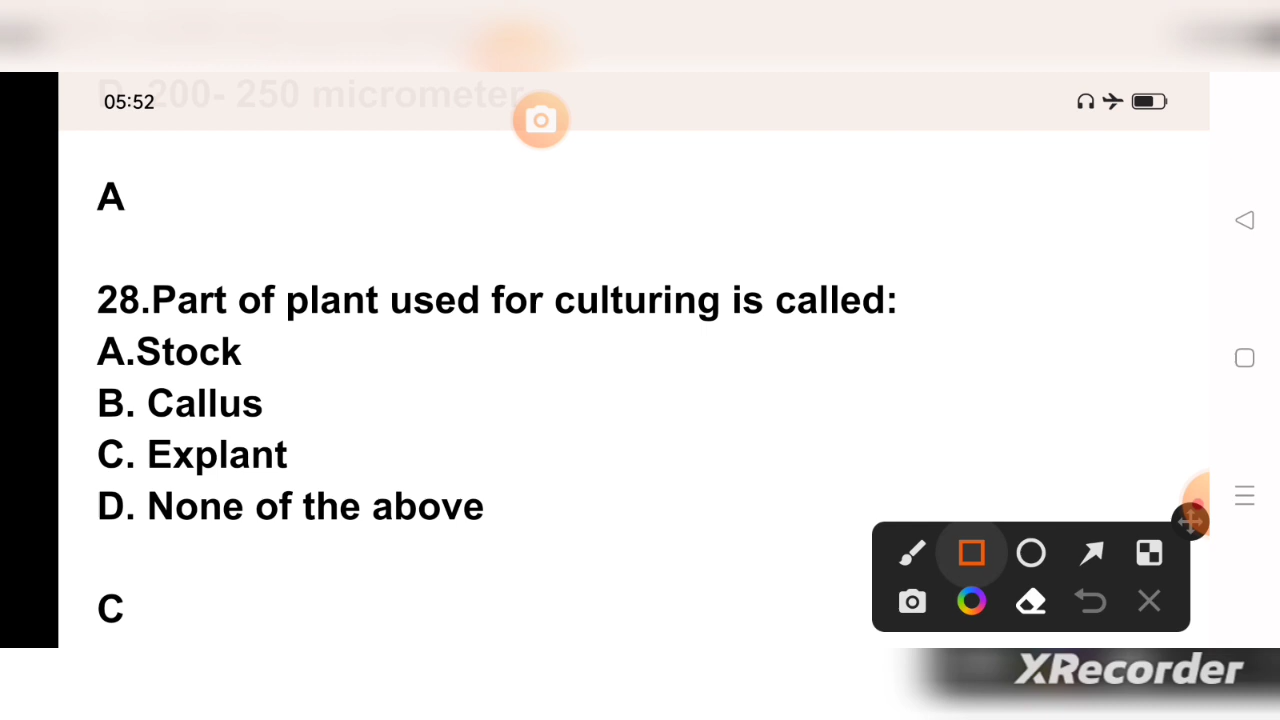 D. 200- 250 micrometer
05:52
A
28.Part of plant used for culturing is called:
A.Stock
B. Callus
C. Explant
D. None of the above
C
XRecorder